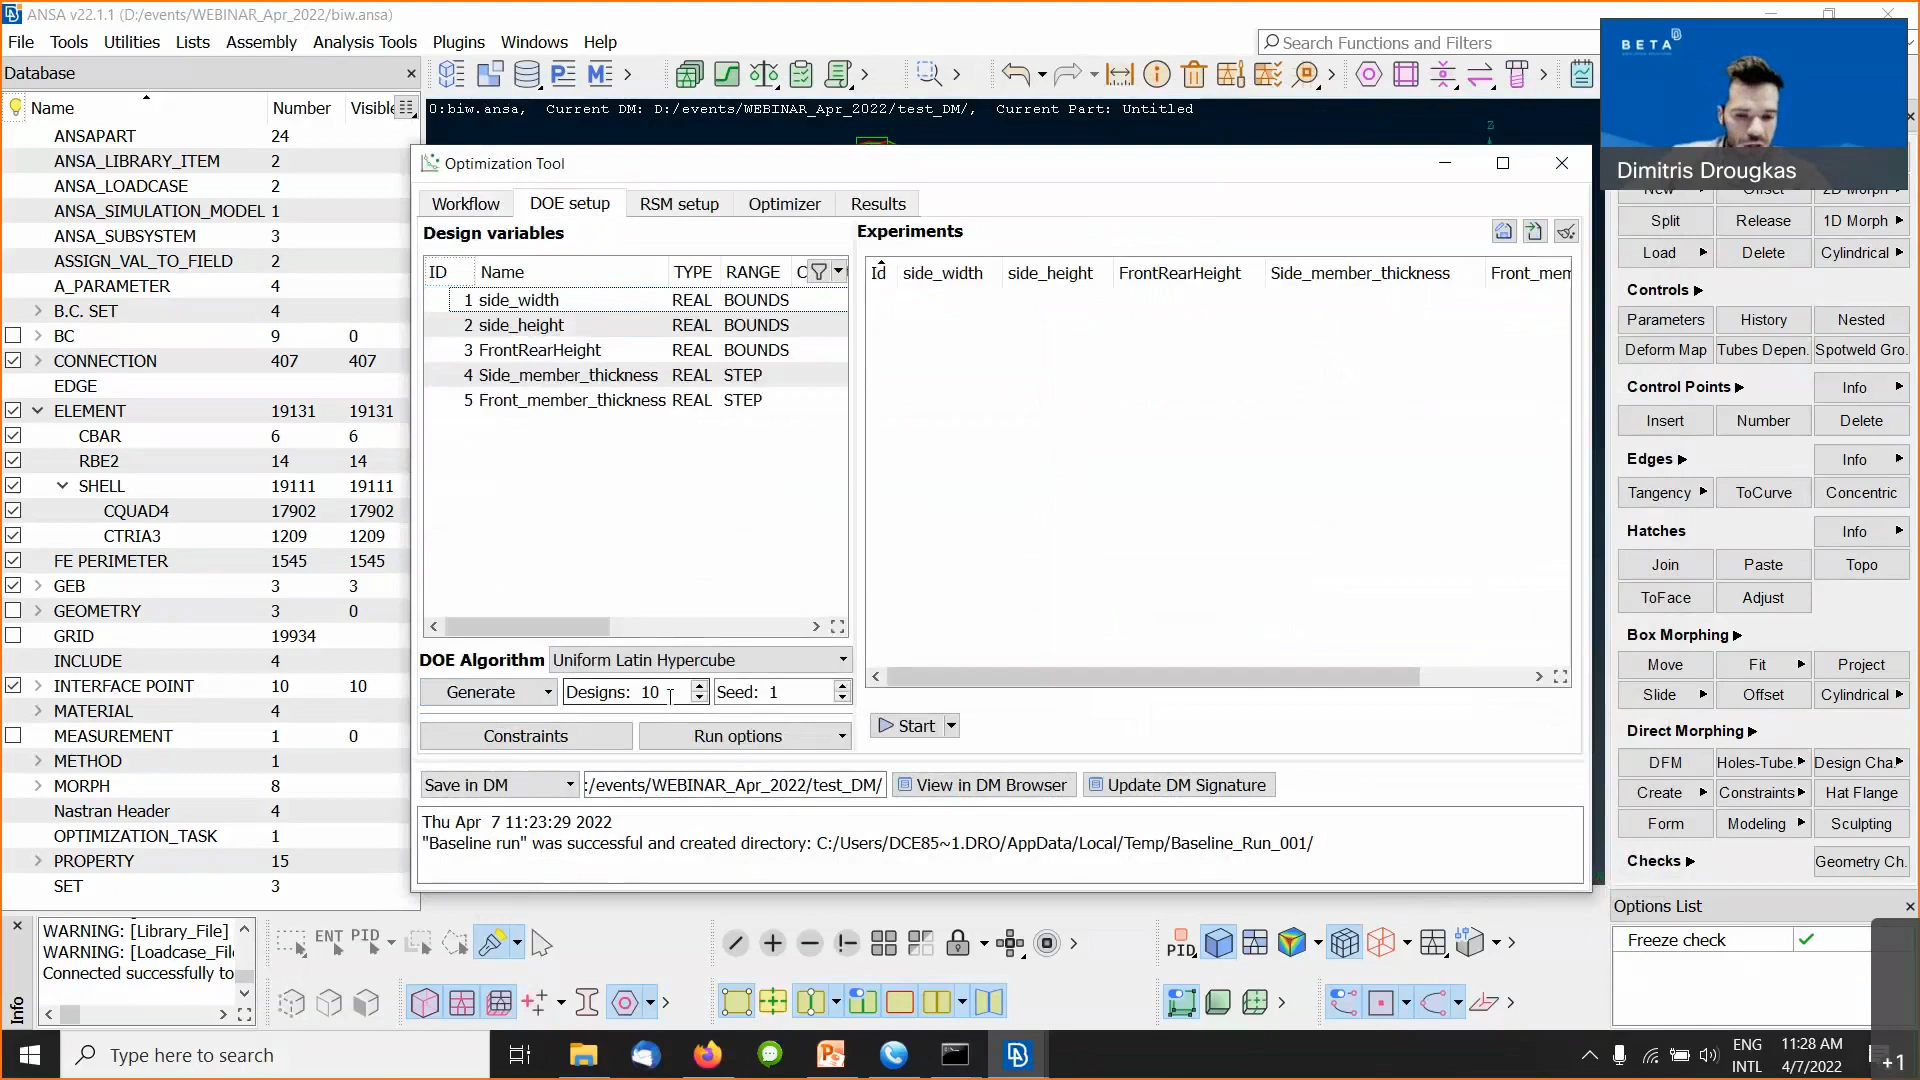 ANSA v22.1.1 (D:/events/WEBINAR_Apr_2022/biw.ansa)
File Tools Utilities Lists Assembly Analysis Tools Plugins Windows Help
Search Functions and Filters
BETA
Dimitris Drougkas
Database
Name Number Visible
ANSAPART 24
ANSA_LIBRARY_ITEM 2
ANSA_LOADCASE 2
ANSA_SIMULATION_MODEL 1
ANSA_SUBSYSTEM 3
ASSIGN_VAL_TO_FIELD 2
A_PARAMETER 4
B.C. SET 4
BC 9 0
CONNECTION 407 407
EDGE
ELEMENT 19131 19131
CBAR 6 6
RBE2 14 14
SHELL 19111 19111
CQUAD4 17902 17902
CTRIA3 1209 1209
FE PERIMETER 1545 1545
GEB 3 3
GEOMETRY 3 0
GRID 19934
INCLUDE 4
INTERFACE POINT 10 10
MATERIAL 4
MEASUREMENT 1 0
METHOD 1
MORPH 8
Nastran Header 4
OPTIMIZATION_TASK 1
PROPERTY 15
SET 3
0:biw.ansa, Current DM: D:/events/WEBINAR_Apr_2022/test_DM/, Current Part: Untitled
Z
Optimization Tool
Workflow DOE setup RSM setup Optimizer Results
Design variables
ID Name TYPE RANGE C
1 side_width REAL BOUNDS
2 side_height REAL BOUNDS
3 FrontRearHeight REAL BOUNDS
4 Side_member_thickness REAL STEP
5 Front_member_thickness REAL STEP
Experiments
Id side_width side_height FrontRearHeight Side_member_thickness Front_mem
DOE Algorithm Uniform Latin Hypercube
Generate Designs: 10 Seed: 1
Constraints Run options
Start
Save in DM :/events/WEBINAR_Apr_2022/test_DM/ View in DM Browser Update DM Signature
Thu Apr 7 11:23:29 2022
"Baseline run" was successful and created directory: C:/Users/DCE85~1.DRO/AppData/Local/Temp/Baseline_Run_001/
Split Release 1D Morph
Load Delete Cylindrical
Controls
Parameters History Nested
Deform Map Tubes Depen. Spotweld Gro.
Control Points Info
Insert Number Delete
Edges Info
Tangency ToCurve Concentric
Hatches Info
Join Paste Topo
ToFace Adjust
Box Morphing
Move Fit Project
Slide Offset Cylindrical
Direct Morphing
DFM Holes-Tube. Design Cha.
Create Constraints Hat Flange
Form Modeling Sculpting
Checks Geometry Ch.
Options List
Freeze check
Info
WARNING: [Library_File]
WARNING: [Loadcase_File
Connected successfully to
ENT PID
PID
Type here to search
ENG
INTL
11:28 AM
4/7/2022
+1